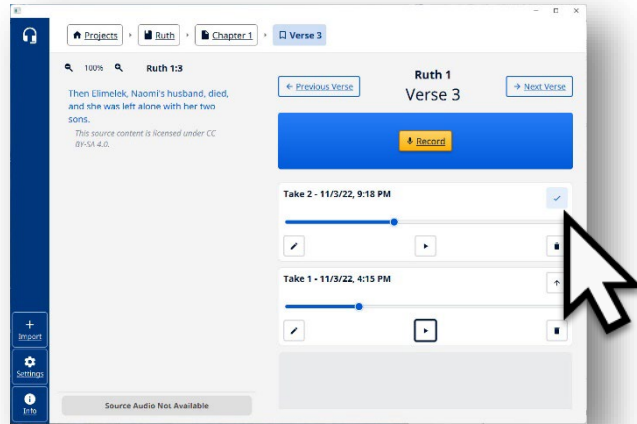 Projects
Ruth
Chapter 1
Verse 3
100%
Ruth 1:3
Then Elimelek, Naomi's husband, died,
and she was left alone with her two
sons.
This source content is licensed under CC
BY-SA 4.0.
Source Audio Not Available
Previous Verse
Ruth 1
Verse 3
Next Verse
Record
Take 2 - 11/3/22, 9:18 PM
Take 1 - 11/3/22, 4:15 PM
Import
Settings
Info